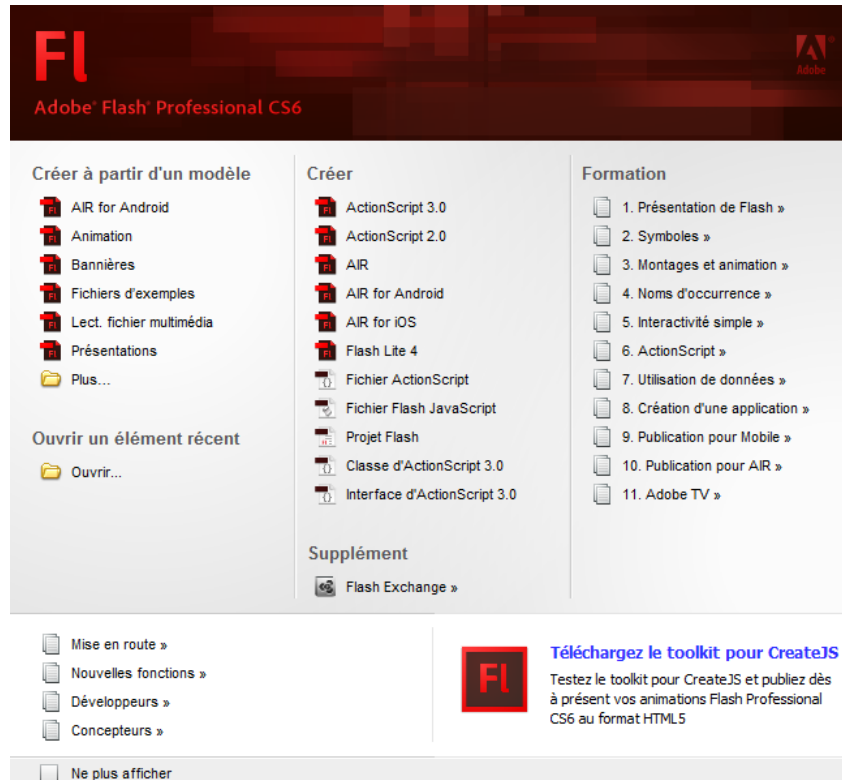 Fl
Adobe
Adobe® Flash® Professional CS6
Créer à partir d'un modèle
AIR for Android
Animation
Bannières
Fichiers d'exemples
Lect. fichier multimédia
Présentations
Plus...
Ouvrir un élément récent
Ouvrir...
Créer
ActionScript 3.0
ActionScript 2.0
AIR
AIR for Android
AIR for iOS
Flash Lite 4
Fichier ActionScript
Fichier Flash JavaScript
Projet Flash
Classe d'ActionScript 3.0
Interface d'ActionScript 3.0
Supplément
Flash Exchange »
Formation
1. Présentation de Flash »
2. Symboles »
3. Montages et animation »
4. Noms d'occurrence »
5. Interactivité simple »
6. ActionScript »
7. Utilisation de données »
8. Création d'une application »
9. Publication pour Mobile »
10. Publication pour AIR »
11. Adobe TV »
Mise en route »
Nouvelles fonctions »
Développeurs »
Concepteurs »
Fl
Téléchargez le toolkit pour CreateJS
Testez le toolkit pour CreateJS et publiez dès
à présent vos animations Flash Professional
CS6 au format HTML5
Ne plus afficher